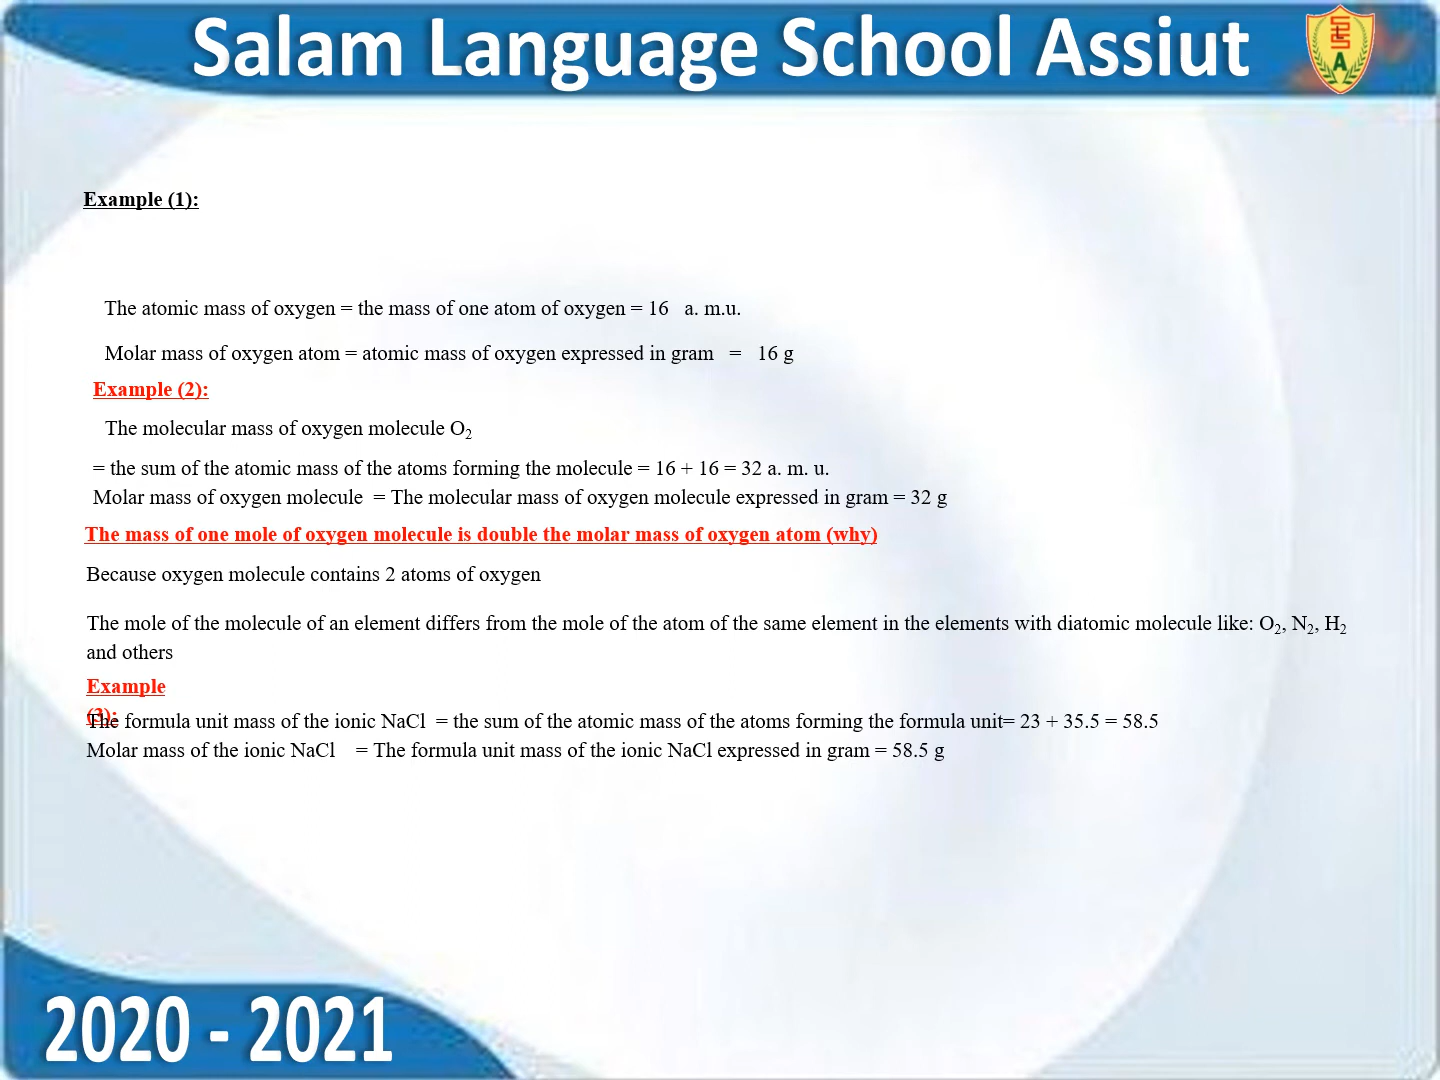 Salam Language School Assiut
S L S
A
Example (1):
The atomic mass of oxygen = the mass of one atom of oxygen = 16 a. m.u.
Molar mass of oxygen atom = atomic mass of oxygen expressed in gram = 16 g
Example (2):
The molecular mass of oxygen molecule O₂
= the sum of the atomic mass of the atoms forming the molecule = 16 + 16 = 32 a. m. u.
Molar mass of oxygen molecule = The molecular mass of oxygen molecule expressed in gram = 32 g
The mass of one mole of oxygen molecule is double the molar mass of oxygen atom (why)
Because oxygen molecule contains 2 atoms of oxygen
The mole of the molecule of an element differs from the mole of the atom of the same element in the elements with diatomic molecule like: O₂, N₂, H₂
and others
Example
(3):
The formula unit mass of the ionic NaCl = the sum of the atomic mass of the atoms forming the formula unit= 23 + 35.5 = 58.5
Molar mass of the ionic NaCl = The formula unit mass of the ionic NaCl expressed in gram = 58.5 g
2020 - 2021